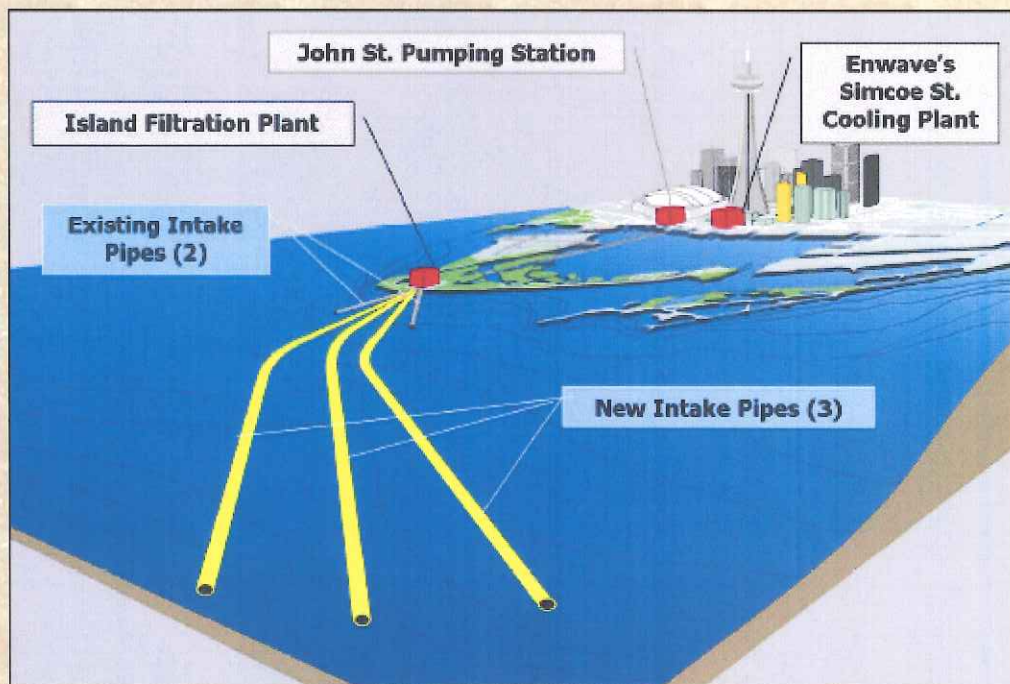 John St. Pumping Station
Enwave's
Simcoe St.
Cooling Plant
Island Filtration Plant
Existing Intake
Pipes (2)
New Intake Pipes (3)